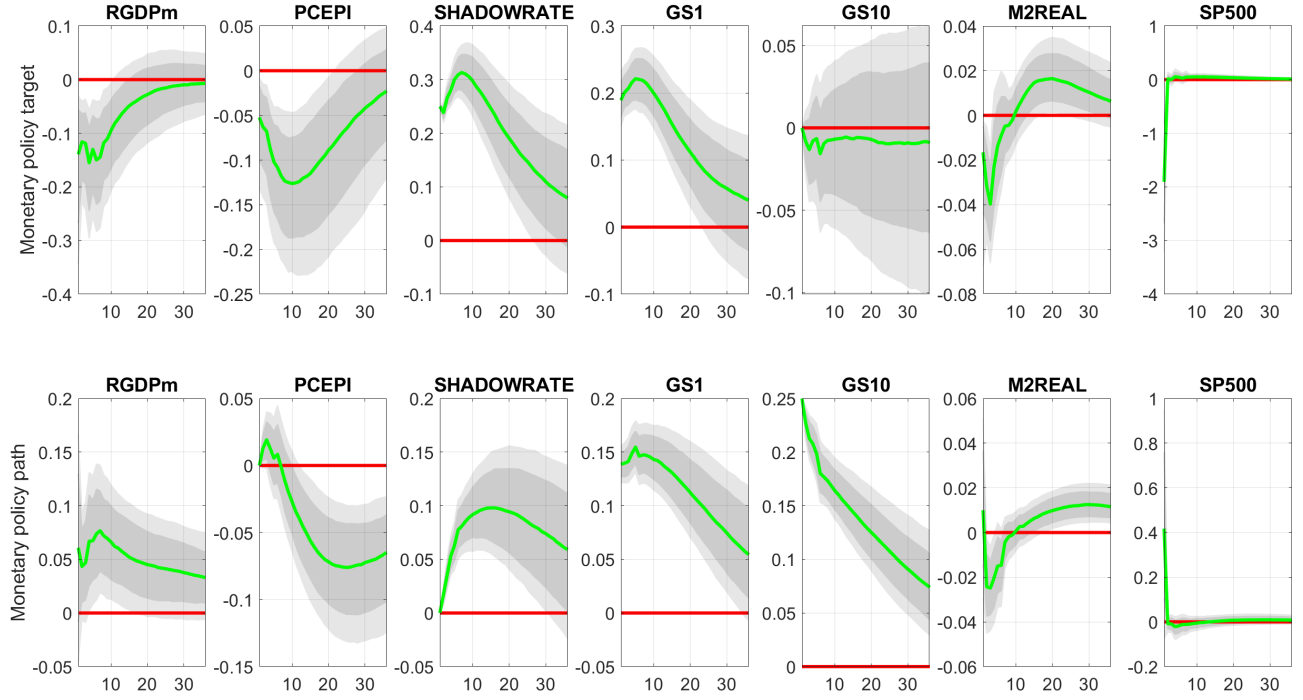 RGDPm PCEPI SHADOWRATE GS1 GS10 M2REAL SP500
Monetary policy target
0.1 0 -0.1 -0.2 -0.3 -0.4
0.05 0 -0.05 -0.1 -0.15 -0.2 -0.25
0.4 0.3 0.2 0.1 0 -0.1
0.3 0.2 0.1 0 -0.1
0.05 0 -0.05 -0.1
0.04 0.02 0 -0.02 -0.04 -0.06 -0.08
1 0 -1 -2 -3 -4
10 20 30 10 20 30 10 20 30 10 20 30 10 20 30 10 20 30 10 20 30
RGDPm PCEPI SHADOWRATE GS1 GS10 M2REAL SP500
Monetary policy path
0.2 0.15 0.1 0.05 0 -0.05
0.05 0 -0.05 -0.1 -0.15
0.2 0.15 0.1 0.05 0 -0.05
0.2 0.15 0.1 0.05 0 -0.05
0.25 0.2 0.15 0.1 0.05 0
0.06 0.04 0.02 0 -0.02 -0.04 -0.06
1 0.8 0.6 0.4 0.2 0 -0.2
10 20 30 10 20 30 10 20 30 10 20 30 10 20 30 10 20 30 10 20 30